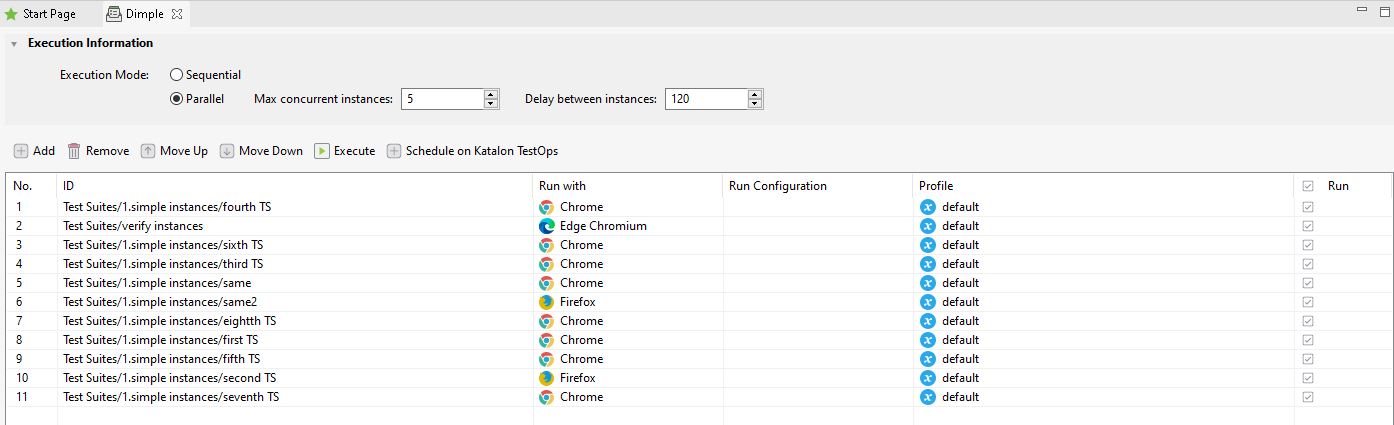 Start Page Dimple
Execution Information
Execution Mode: Sequential
Parallel Max concurrent instances: 5 Delay between instances: 120
Add Remove Move Up Move Down Execute Schedule on Katalon TestOps
No. ID Run with Run Configuration Profile Run
1 Test Suites/1.simple instances/fourth TS Chrome x default
2 Test Suites/verify instances Edge Chromium x default
3 Test Suites/1.simple instances/sixth TS Chrome x default
4 Test Suites/1.simple instances/third TS Chrome x default
5 Test Suites/1.simple instances/same Chrome x default
6 Test Suites/1.simple instances/same2 Firefox x default
7 Test Suites/1.simple instances/eightth TS Chrome x default
8 Test Suites/1.simple instances/first TS Chrome x default
9 Test Suites/1.simple instances/fifth TS Chrome x default
10 Test Suites/1.simple instances/second TS Firefox x default
11 Test Suites/1.simple instances/seventh TS Chrome x default